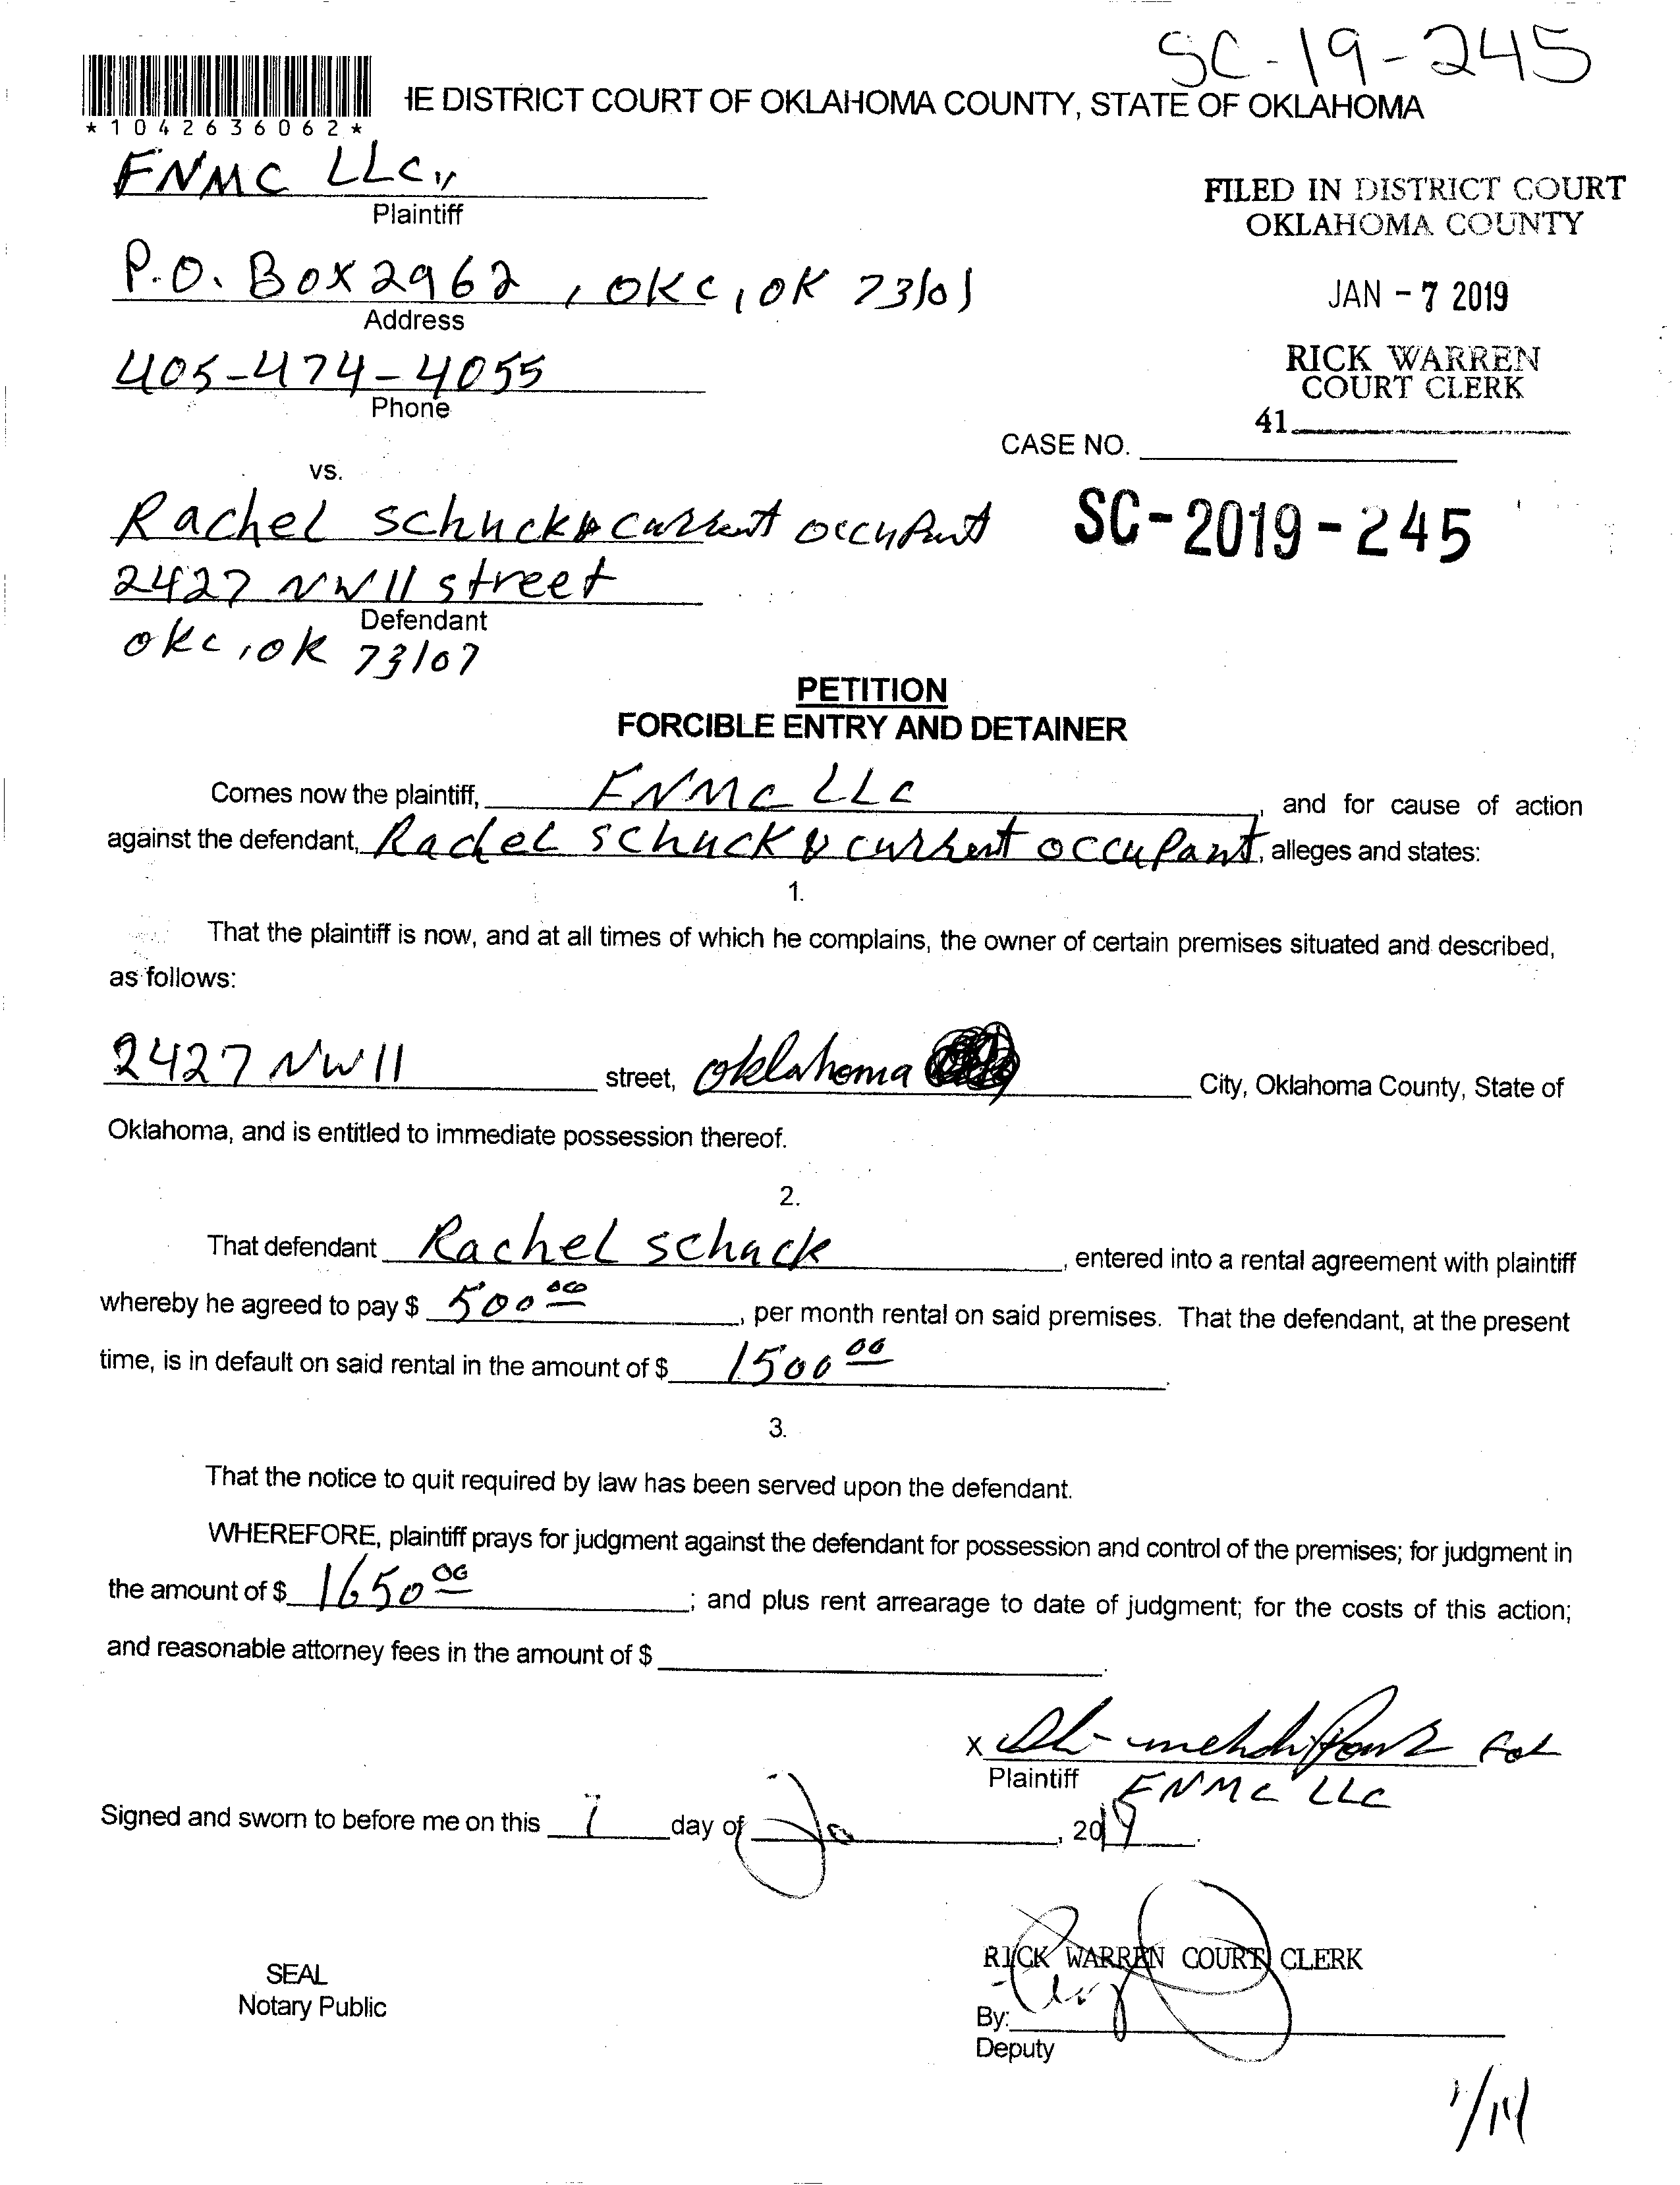 SC-19-245
HE DISTRICT COURT OF OKLAHOMA COUNTY, STATE OF OKLAHOMA
*1042636062*
FNMC LLC,
Plaintiff
FILED IN DISTRICT COURT
OKLAHOMA COUNTY
P.O. Box 2962, OKC, OK 73101
Address
JAN - 7 2019
405-474-4055
Phone
RICK WARREN
COURT CLERK
41
CASE NO.
vs.
Rachel Schuck & current occupant
SC-2019-245
2427 NW 11 street
Defendant
OKC, OK 73107
PETITION
FORCIBLE ENTRY AND DETAINER
Comes now the plaintiff, FNMC LLC, and for cause of action
against the defendant, Rachel Schuck & current occupant, alleges and states:
1.
That the plaintiff is now, and at all times of which he complains, the owner of certain premises situated and described,
as follows:
2427 NW 11 street, Oklahoma City, Oklahoma County, State of
Oklahoma, and is entitled to immediate possession thereof.
2.
That defendant Rachel Schuck, entered into a rental agreement with plaintiff
whereby he agreed to pay $ 500 00, per month rental on said premises. That the defendant, at the present
time, is in default on said rental in the amount of $ 1500 00.
3.
That the notice to quit required by law has been served upon the defendant.
WHEREFORE, plaintiff prays for judgment against the defendant for possession and control of the premises; for judgment in
the amount of $ 1650 00; and plus rent arrearage to date of judgment; for the costs of this action;
and reasonable attorney fees in the amount of $
X for
Plaintiff FNMC LLC
Signed and sworn to before me on this 7 day of Ja, 2019.
RICK WARREN COURT CLERK
SEAL
Notary Public
By:
Deputy
1/14